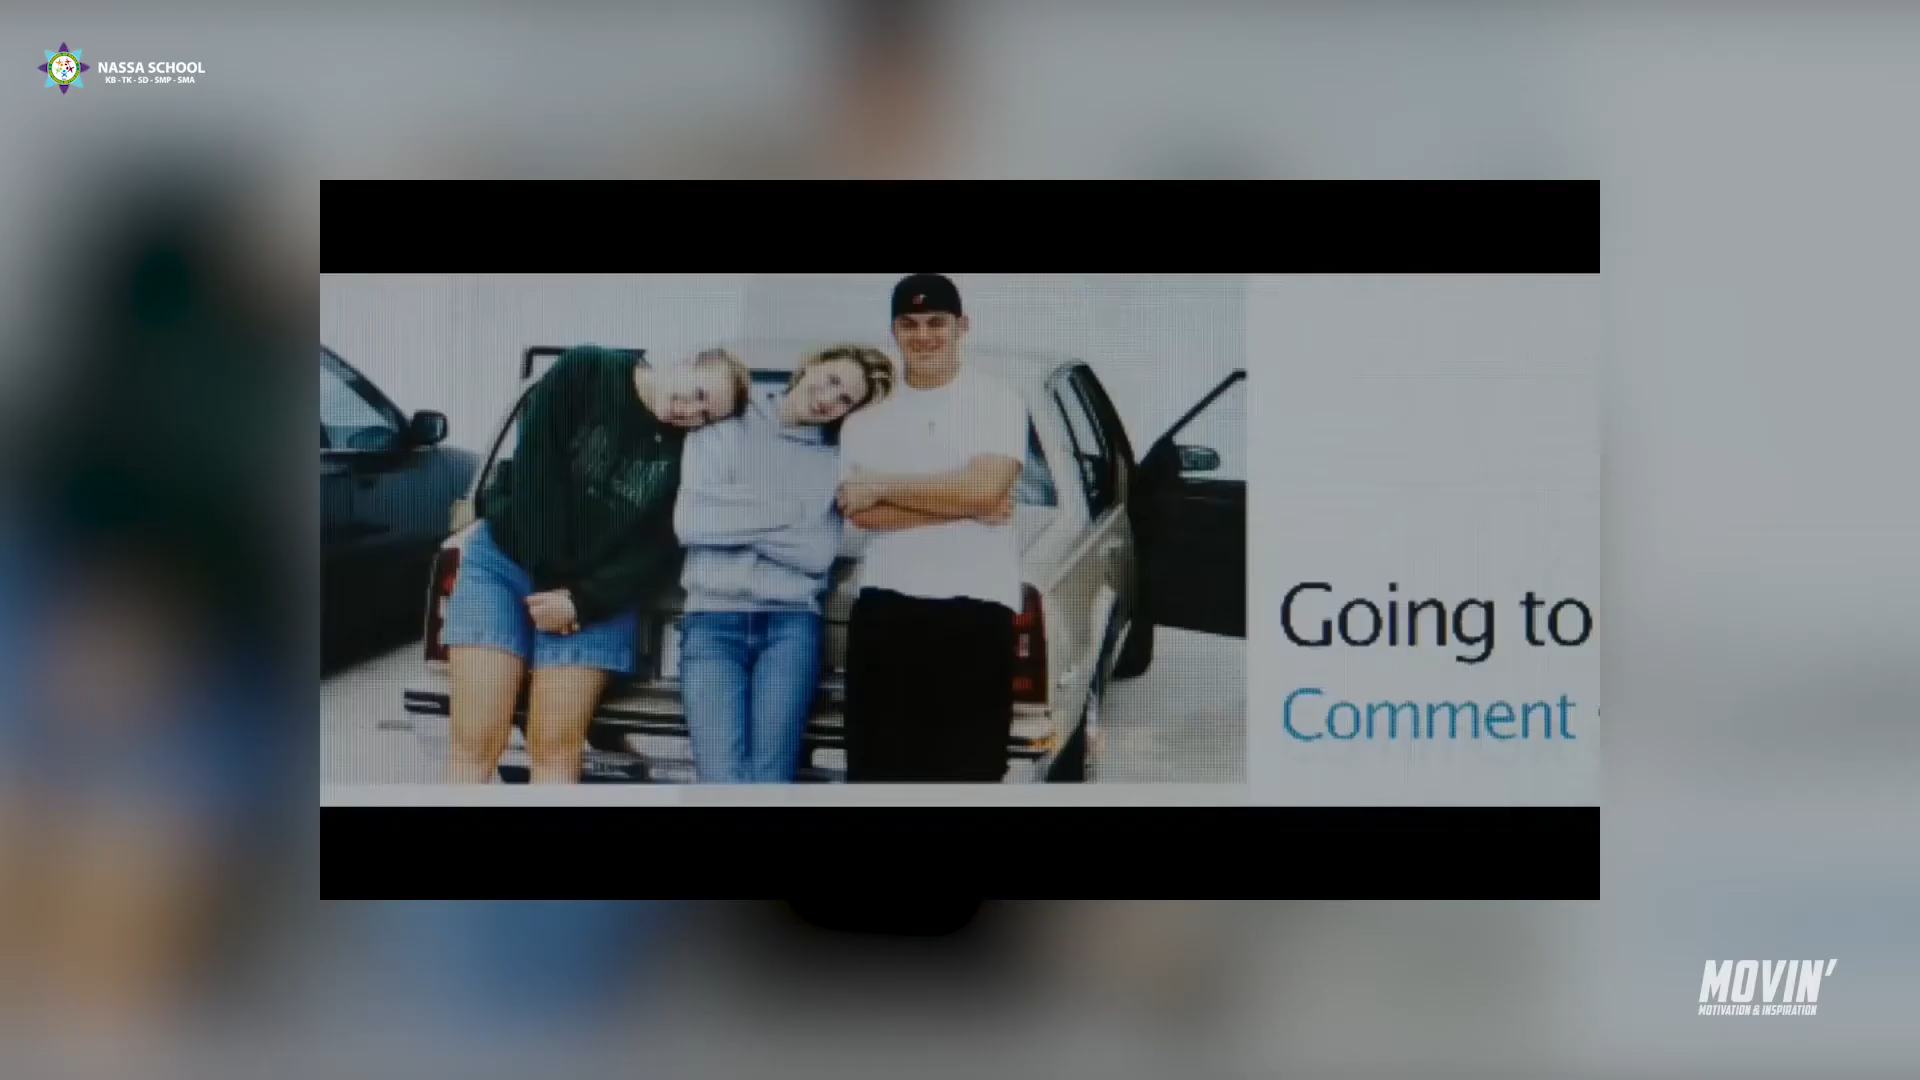 NASSA SCHOOL
KB - TK - SD - SMP - SMA
Going to
Comment
MOVIN'
MOTIVATION & INSPIRATION